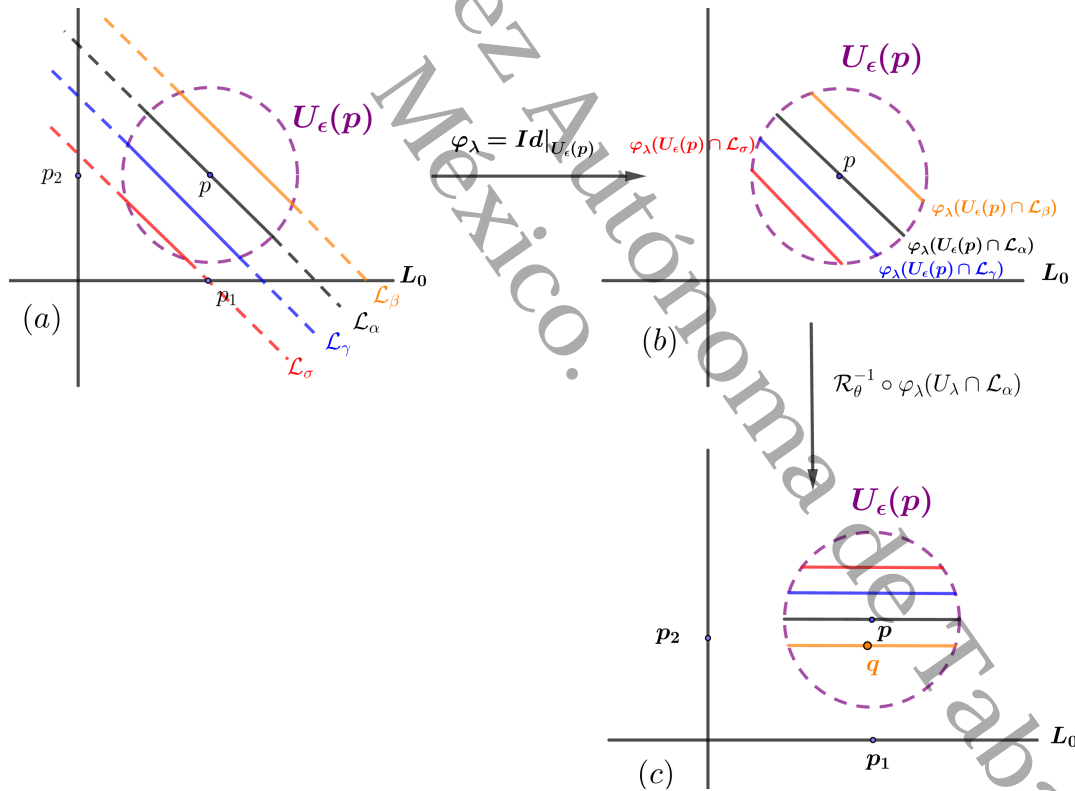 U_ϵ(p)
p_2
p
p_1
L_0
(a)
ℒ_β
ℒ_α
ℒ_γ
ℒ_σ
φ_λ = Id|_{U_ϵ(p)}
U_ϵ(p)
φ_λ(U_ϵ(p) ∩ ℒ_σ)
p
φ_λ(U_ϵ(p) ∩ ℒ_β)
φ_λ(U_ϵ(p) ∩ ℒ_α)
φ_λ(U_ϵ(p) ∩ ℒ_γ)
L_0
(b)
ℛ_θ^{-1} ∘ φ_λ(U_λ ∩ ℒ_α)
U_ϵ(p)
p_2
p
q
L_0
p_1
(c)
ez Autónoma de Taba
México.